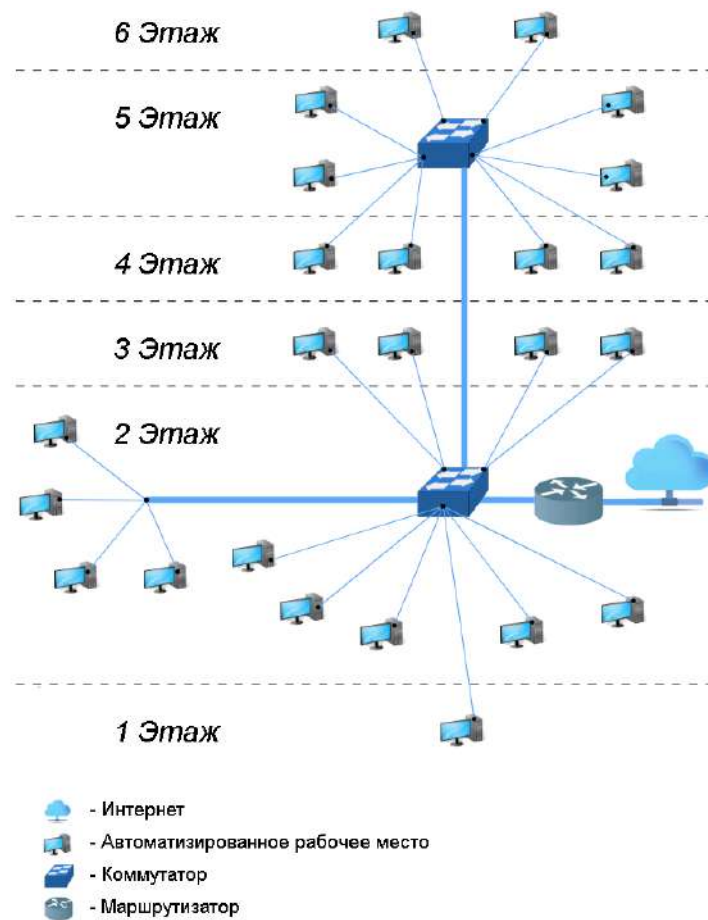 6 Этаж
5 Этаж
4 Этаж
3 Этаж
2 Этаж
1 Этаж
- Интернет
- Автоматизированное рабочее место
- Коммутатор
- Маршрутизатор